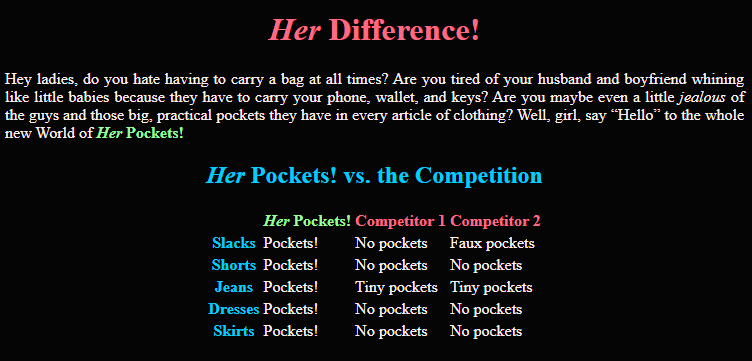 Her Difference!
Hey ladies, do you hate having to carry a bag at all times? Are you tired of your husband and boyfriend whining
like little babies because they have to carry your phone, wallet, and keys? Are you maybe even a little jealous of
the guys and those big, practical pockets they have in every article of clothing? Well, girl, say “Hello” to the whole
new World of Her Pockets!
Her Pockets! vs. the Competition
Her Pockets! Competitor 1 Competitor 2
Slacks Pockets! No pockets Faux pockets
Shorts Pockets! No pockets No pockets
Jeans Pockets! Tiny pockets Tiny pockets
Dresses Pockets! No pockets No pockets
Skirts Pockets! No pockets No pockets